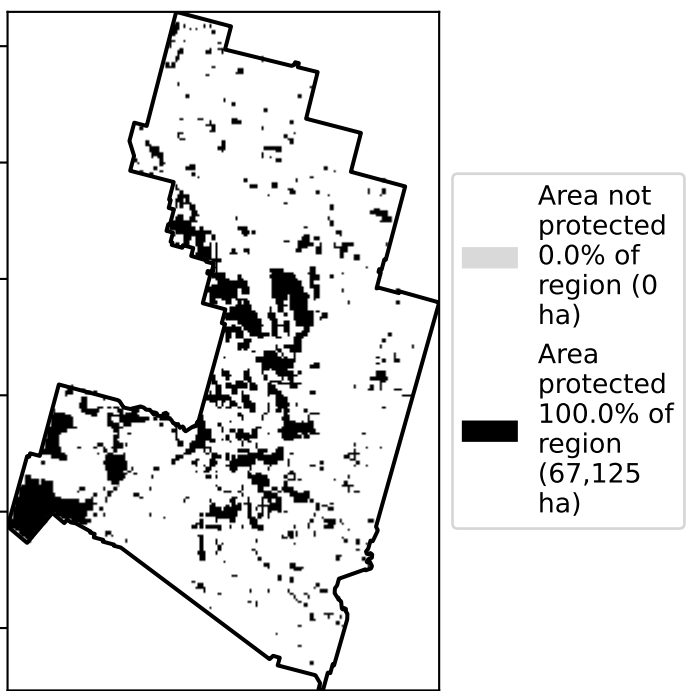 Area not
protected
0.0% of
region (0
ha)
Area
protected
100.0% of
region
(67,125
ha)